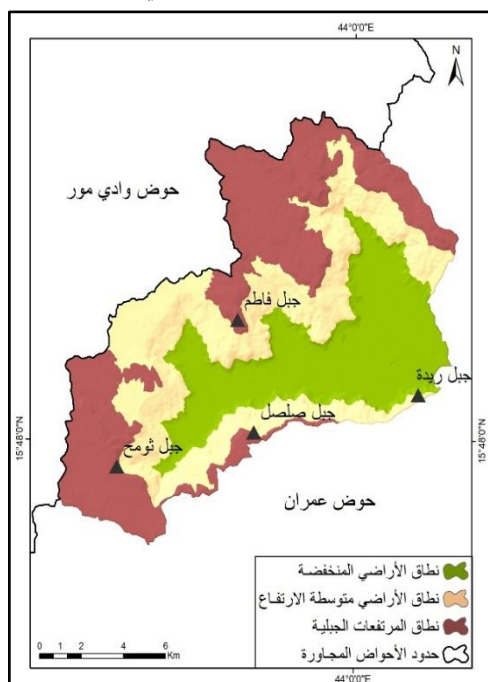 44°0'0"E
N
حوض وادي مور
جبل فاطم
جبل ريدة
جبل صلصل
جبل ثومح
15°48'0"N
15°48'0"N
حوض عمران
نطاق الأراضي المنخفضة
نطاق الأراضي متوسطة الارتفاع
نطاق المرتفعات الجبلية
حدود الأحواض المجاورة
0 1 2 4 6
Km
44°0'0"E